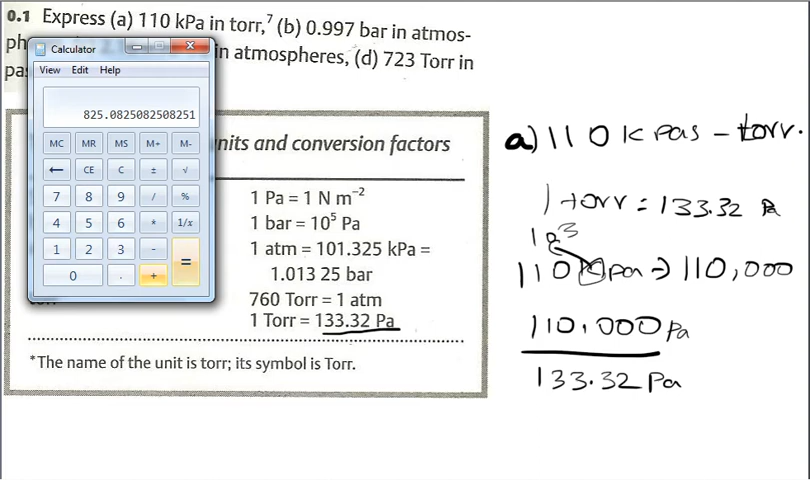 0.1 Express (a) 110 kPa in torr,⁷ (b) 0.997 bar in atmos-
ph
in atmospheres, (d) 723 Torr in
pas
Calculator
View Edit Help
825.0825082508251
MC MR MS M+ M-
← CE C ± √
7 8 9 / %
4 5 6 * 1/x
1 2 3 - =
0 . +
nits and conversion factors
1 Pa = 1 N m⁻²
1 bar = 10⁵ Pa
1 atm = 101.325 kPa =
1.013 25 bar
760 Torr = 1 atm
1 Torr = 133.32 Pa
*The name of the unit is torr; its symbol is Torr.
a) 110 k pas - torr.
1 torr = 133.32 Pa
10³
110 k pa → 110,000
110,000 Pa
133.32 Pa